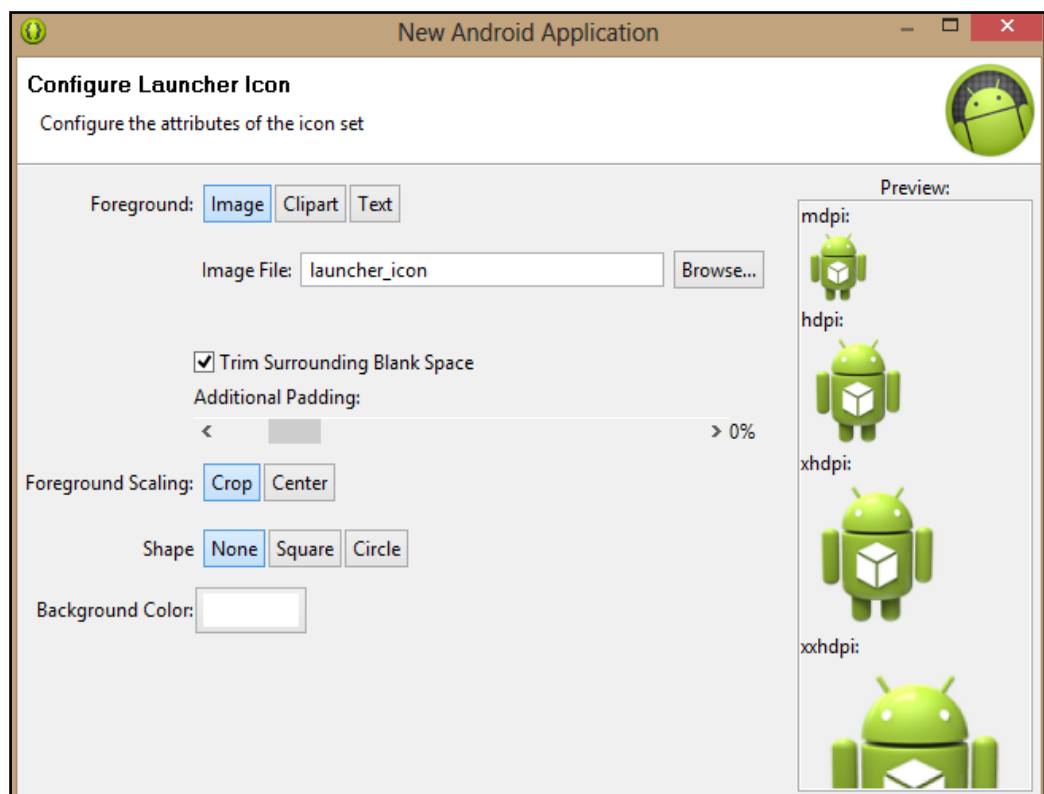 New Android Application
Configure Launcher Icon
Configure the attributes of the icon set
Foreground: Image Clipart Text
Image File: launcher_icon Browse...
Trim Surrounding Blank Space
Additional Padding:
0%
Foreground Scaling: Crop Center
Shape None Square Circle
Background Color:
Preview:
mdpi:
hdpi:
xhdpi:
xxhdpi: